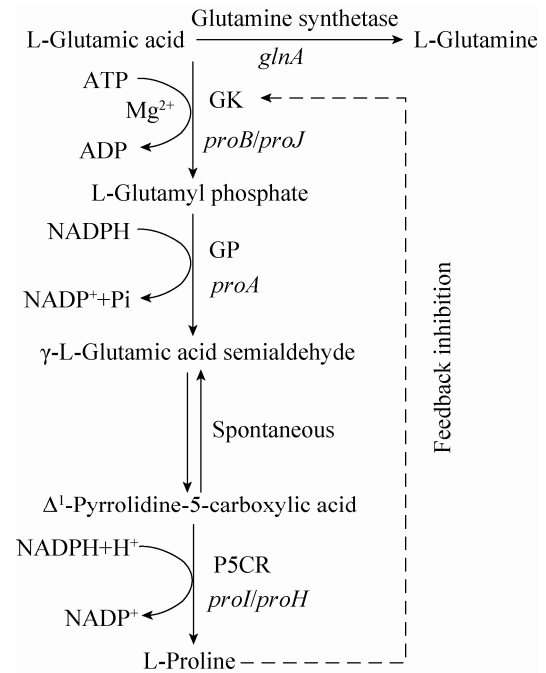 Glutamine synthetase
L-Glutamic acid
L-Glutamine
glnA
ATP
Mg²⁺
GK
ADP
proB/proJ
L-Glutamyl phosphate
NADPH
GP
proA
NADP⁺+Pi
γ-L-Glutamic acid semialdehyde
Feedback inhibition
Spontaneous
Δ¹-Pyrrolidine-5-carboxylic acid
NADPH+H⁺
P5CR
proI/proH
NADP⁺
L-Proline